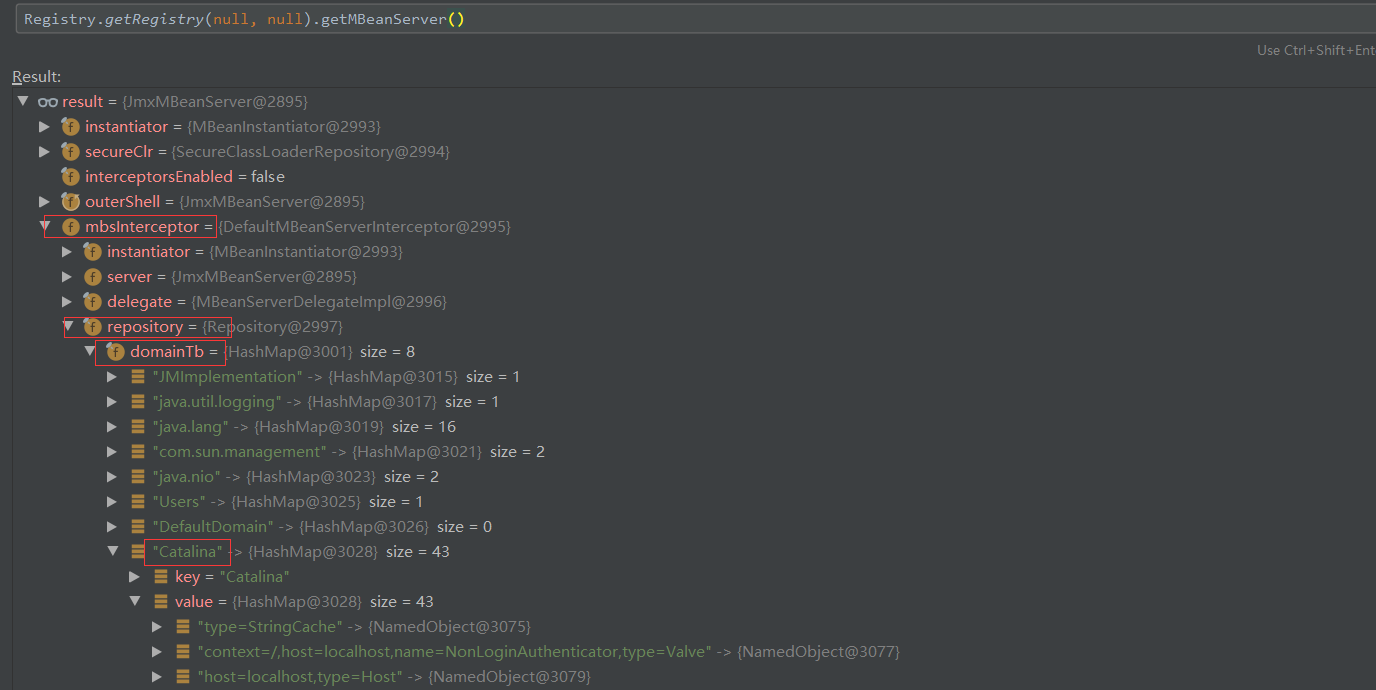 Registry.getRegistry(null, null).getMBeanServer()
Use Ctrl+Shift+Ent
Result:
result = {JmxMBeanServer@2895}
instantiator = {MBeanInstantiator@2993}
secureClr = {SecureClassLoaderRepository@2994}
interceptorsEnabled = false
outerShell = {JmxMBeanServer@2895}
mbsInterceptor = {DefaultMBeanServerInterceptor@2995}
instantiator = {MBeanInstantiator@2993}
server = {JmxMBeanServer@2895}
delegate = {MBeanServerDelegateImpl@2996}
repository = {Repository@2997}
domainTb = {HashMap@3001} size = 8
"JMImplementation" -> {HashMap@3015} size = 1
"java.util.logging" -> {HashMap@3017} size = 1
"java.lang" -> {HashMap@3019} size = 16
"com.sun.management" -> {HashMap@3021} size = 2
"java.nio" -> {HashMap@3023} size = 2
"Users" -> {HashMap@3025} size = 1
"DefaultDomain" -> {HashMap@3026} size = 0
"Catalina" -> {HashMap@3028} size = 43
key = "Catalina"
value = {HashMap@3028} size = 43
"type=StringCache" -> {NamedObject@3075}
"context=/,host=localhost,name=NonLoginAuthenticator,type=Valve" -> {NamedObject@3077}
"host=localhost,type=Host" -> {NamedObject@3079}